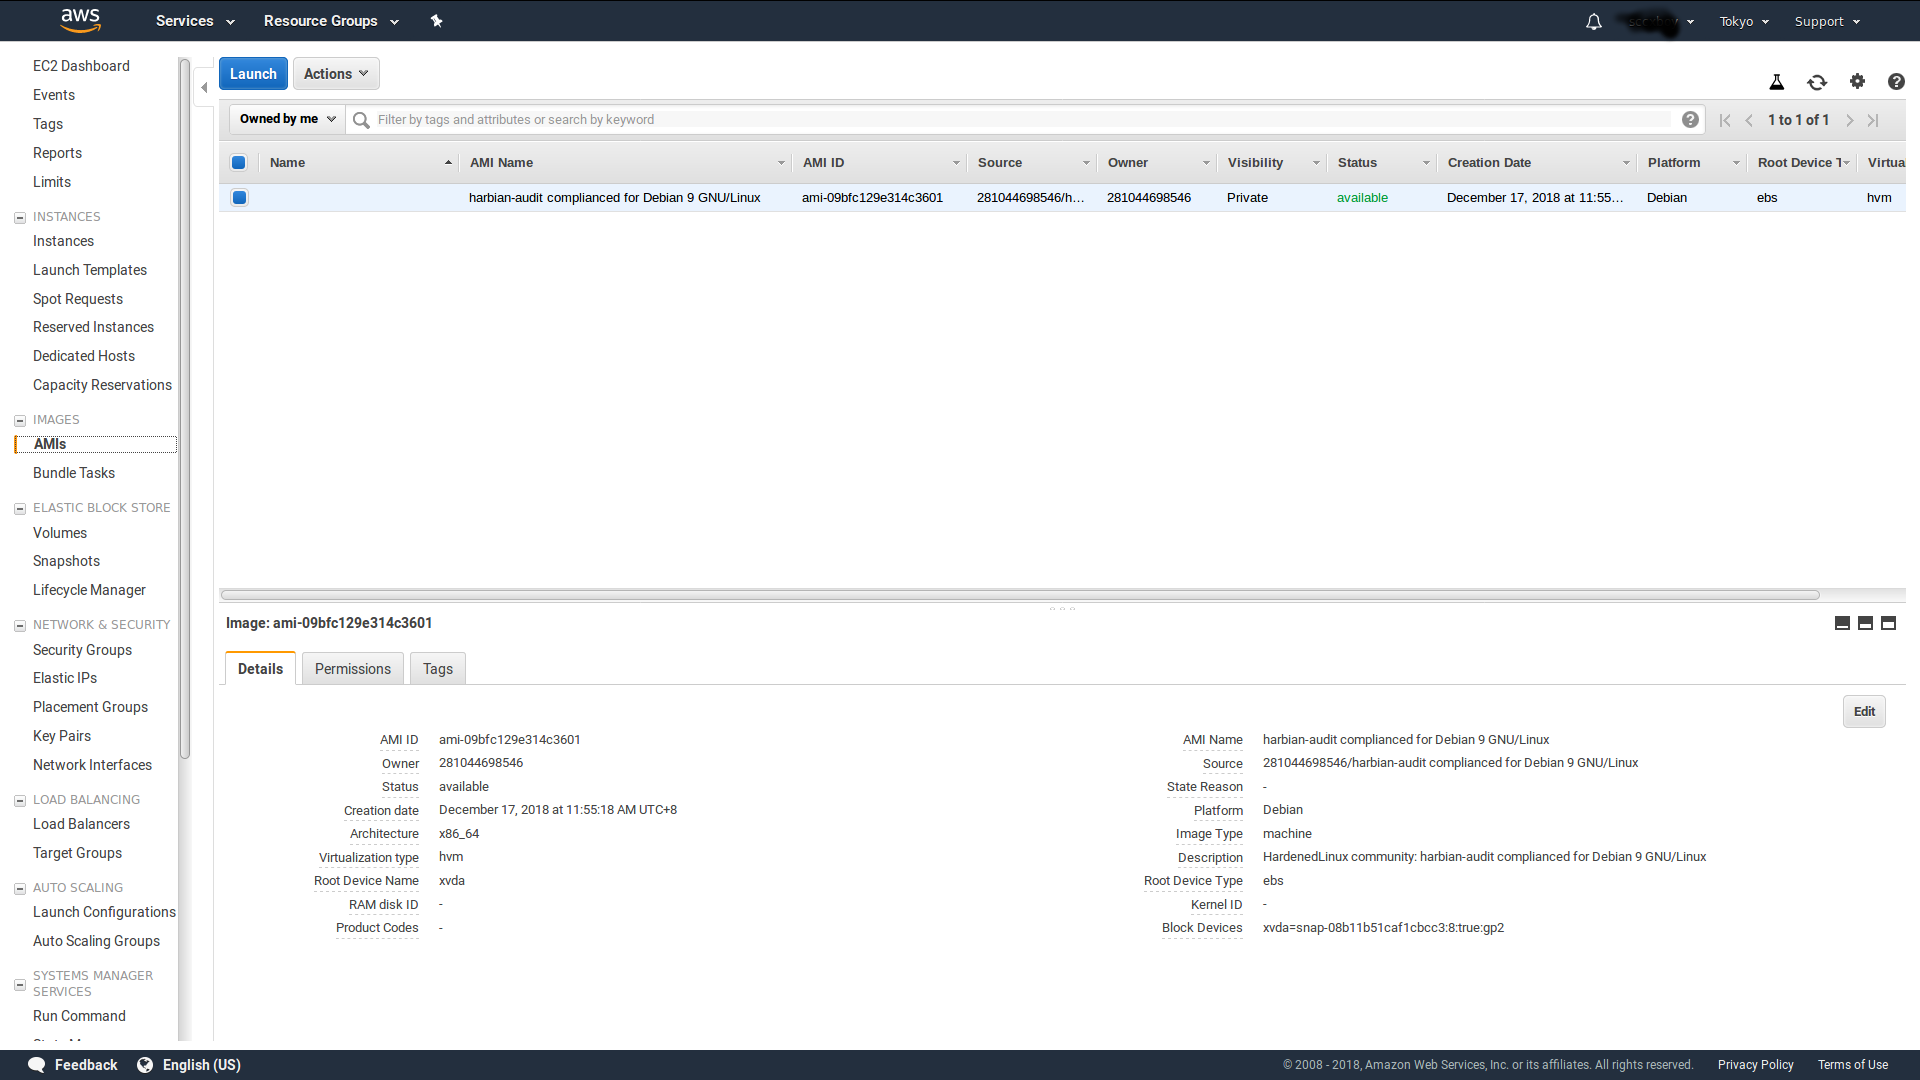 aws Services Resource Groups Tokyo Support
EC2 Dashboard
Events
Tags
Reports
Limits
INSTANCES
Instances
Launch Templates
Spot Requests
Reserved Instances
Dedicated Hosts
Capacity Reservations
IMAGES
AMIs
Bundle Tasks
ELASTIC BLOCK STORE
Volumes
Snapshots
Lifecycle Manager
NETWORK & SECURITY
Security Groups
Elastic IPs
Placement Groups
Key Pairs
Network Interfaces
LOAD BALANCING
Load Balancers
Target Groups
AUTO SCALING
Launch Configurations
Auto Scaling Groups
SYSTEMS MANAGER
SERVICES
Run Command
Launch Actions
Owned by me Filter by tags and attributes or search by keyword 1 to 1 of 1
Name AMI Name AMI ID Source Owner Visibility Status Creation Date Platform Root Device T Virtua
harbian-audit complianced for Debian 9 GNU/Linux ami-09bfc129e314c3601 281044698546/h... 281044698546 Private available December 17, 2018 at 11:55... Debian ebs hvm
Image: ami-09bfc129e314c3601
Details Permissions Tags
Edit
AMI ID ami-09bfc129e314c3601 AMI Name harbian-audit complianced for Debian 9 GNU/Linux
Owner 281044698546 Source 281044698546/harbian-audit complianced for Debian 9 GNU/Linux
Status available State Reason -
Creation date December 17, 2018 at 11:55:18 AM UTC+8 Platform Debian
Architecture x86_64 Image Type machine
Virtualization type hvm Description HardenedLinux community: harbian-audit complianced for Debian 9 GNU/Linux
Root Device Name xvda Root Device Type ebs
RAM disk ID - Kernel ID -
Product Codes - Block Devices xvda=snap-08b11b51caf1cbcc3:8:true:gp2
Feedback English (US) © 2008 - 2018, Amazon Web Services, Inc. or its affiliates. All rights reserved. Privacy Policy Terms of Use